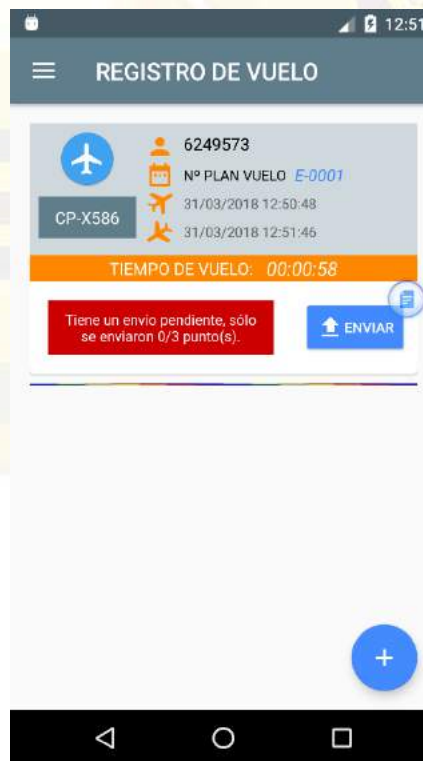 12:51
REGISTRO DE VUELO
6249573
Nº PLAN VUELO E-0001
CP-X586
31/03/2018 12:50:48
31/03/2018 12:51:46
TIEMPO DE VUELO: 00:00:58
Tiene un envio pendiente, sólo
se enviaron 0/3 punto(s).
ENVIAR